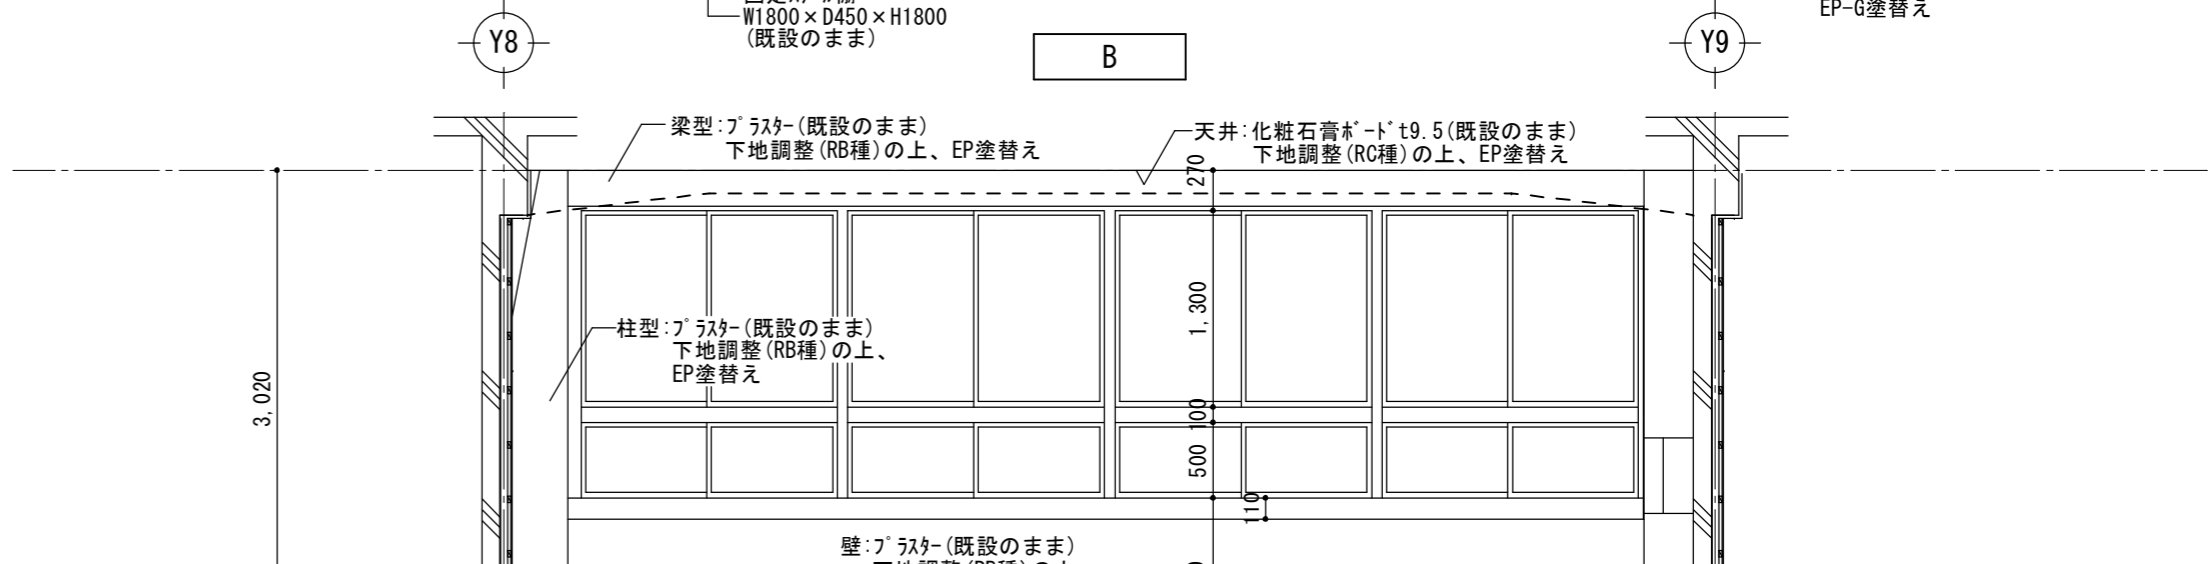 W1800×D450×H1800
(既設のまま)
EP-G塗替え
Y8
B
Y9
梁型:ﾌﾟﾗｽﾀｰ(既設のまま)
下地調整(RB種)の上、EP塗替え
天井:化粧石膏ﾎﾞｰﾄﾞt9.5(既設のまま)
下地調整(RC種)の上、EP塗替え
270
柱型:ﾌﾟﾗｽﾀｰ(既設のまま)
下地調整(RB種)の上、
EP塗替え
1,300
3,020
100
500
110
壁:ﾌﾟﾗｽﾀｰ(既設のまま)